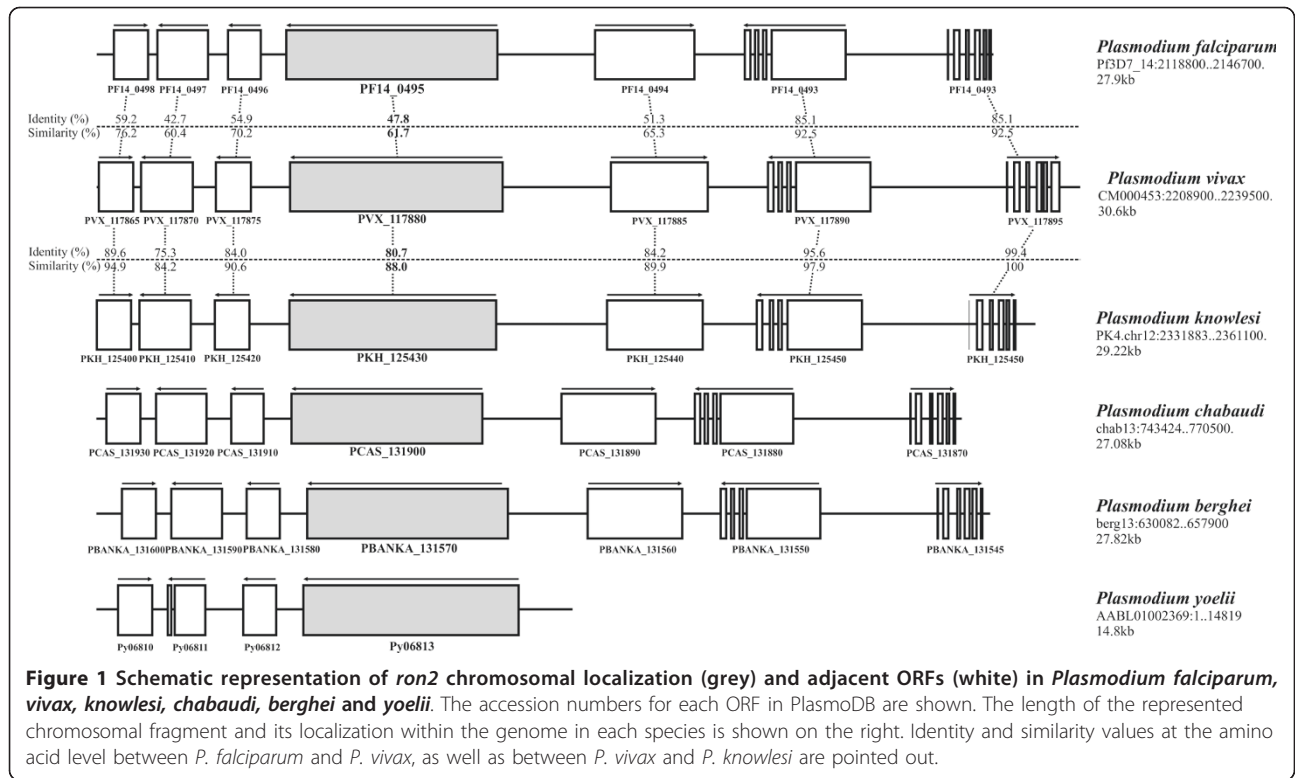 PF14_0498 PF14_0497 PF14_0496 PF14_0495 PF14_0494 PF14_0493 PF14_0493
Plasmodium falciparum
Pf3D7_14:2118800..2146700.
27.9kb
Identity (%) 59.2 42.7 54.9 47.8 51.3 85.1 85.1
Similarity (%) 76.2 60.4 70.2 61.7 65.3 92.5 92.5
PVX_117865 PVX_117870 PVX_117875 PVX_117880 PVX_117885 PVX_117890 PVX_117895
Plasmodium vivax
CM000453:2208900..2239500.
30.6kb
Identity (%) 89.6 75.3 84.0 80.7 84.2 95.6 99.4
Similarity (%) 94.9 84.2 90.6 88.0 89.9 97.9 100
PKH_125400 PKH_125410 PKH_125420 PKH_125430 PKH_125440 PKH_125450 PKH_125450
Plasmodium knowlesi
PK4.chr12:2331883..2361100.
29.22kb
PCAS_131930 PCAS_131920 PCAS_131910 PCAS_131900 PCAS_131890 PCAS_131880 PCAS_131870
Plasmodium chabaudi
chab13:743424..770500.
27.08kb
PBANKA_131600 PBANKA_131590 PBANKA_131580 PBANKA_131570 PBANKA_131560 PBANKA_131550 PBANKA_131545
Plasmodium berghei
berg13:630082..657900
27.82kb
Py06810 Py06811 Py06812 Py06813
Plasmodium yoelii
AABL01002369:1..14819
14.8kb
Figure 1 Schematic representation of ron2 chromosomal localization (grey) and adjacent ORFs (white) in Plasmodium falciparum,
vivax, knowlesi, chabaudi, berghei and yoelii. The accession numbers for each ORF in PlasmoDB are shown. The length of the represented
chromosomal fragment and its localization within the genome in each species is shown on the right. Identity and similarity values at the amino
acid level between P. falciparum and P. vivax, as well as between P. vivax and P. knowlesi are pointed out.